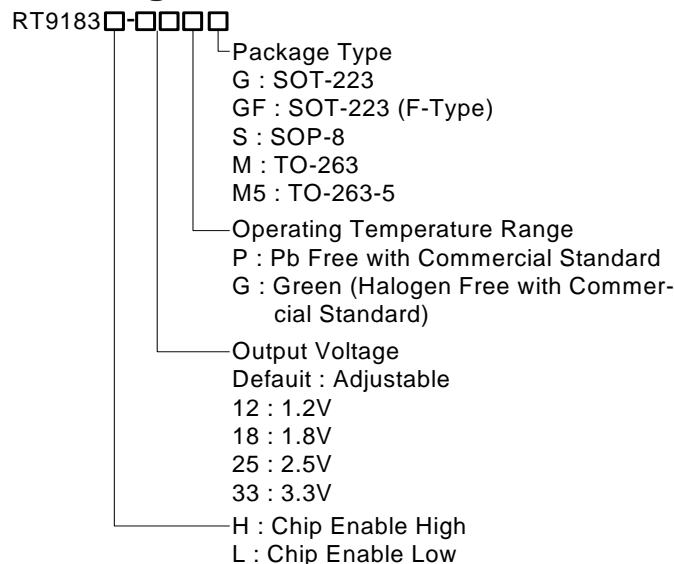 RT9183□-□□□□
Package Type
G : SOT-223
GF : SOT-223 (F-Type)
S : SOP-8
M : TO-263
M5 : TO-263-5
Operating Temperature Range
P : Pb Free with Commercial Standard
G : Green (Halogen Free with Commer-
cial Standard)
Output Voltage
Defauit : Adjustable
12 : 1.2V
18 : 1.8V
25 : 2.5V
33 : 3.3V
H : Chip Enable High
L : Chip Enable Low